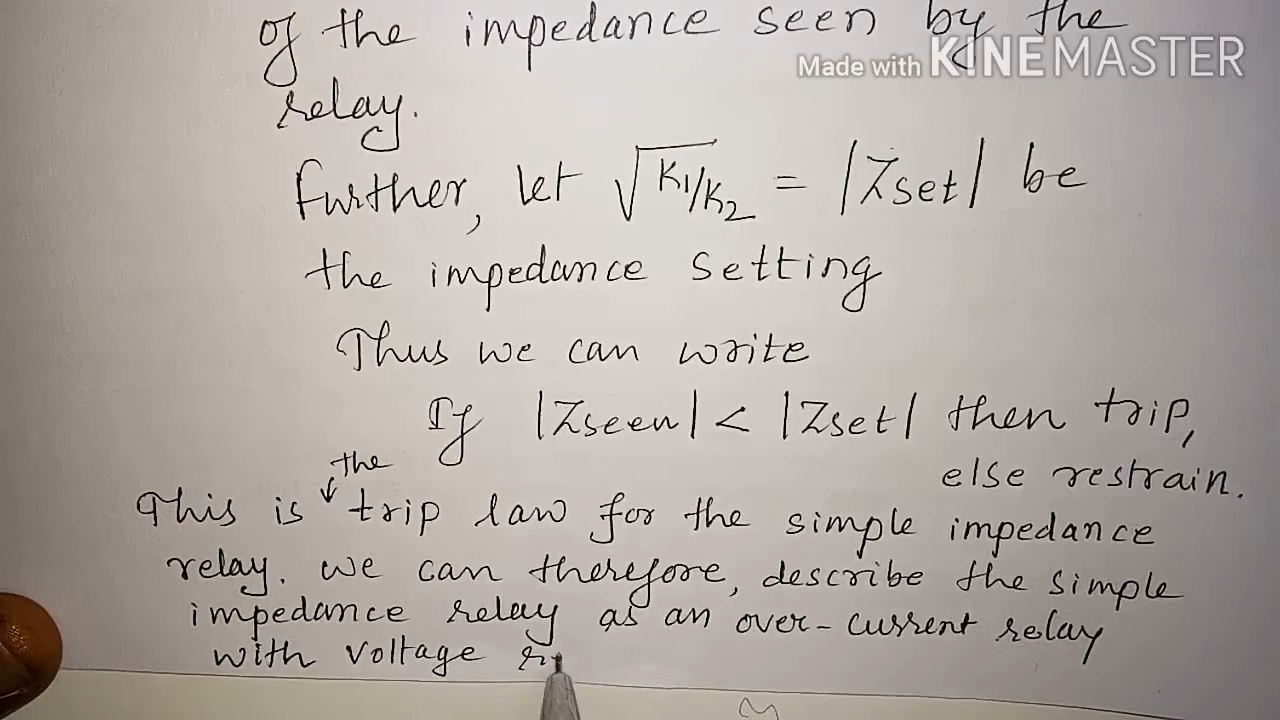 of the impedance seen by the
Made with KINEMASTER
relay.
Further, let √K1/K2 = |Zset| be
the impedance setting
Thus we can write
If |Zseen| < |Zset| then trip,
else restrain.
the
This is trip law for the simple impedance
relay. we can therefore, describe the simple
impedance relay as an over-current relay
with voltage